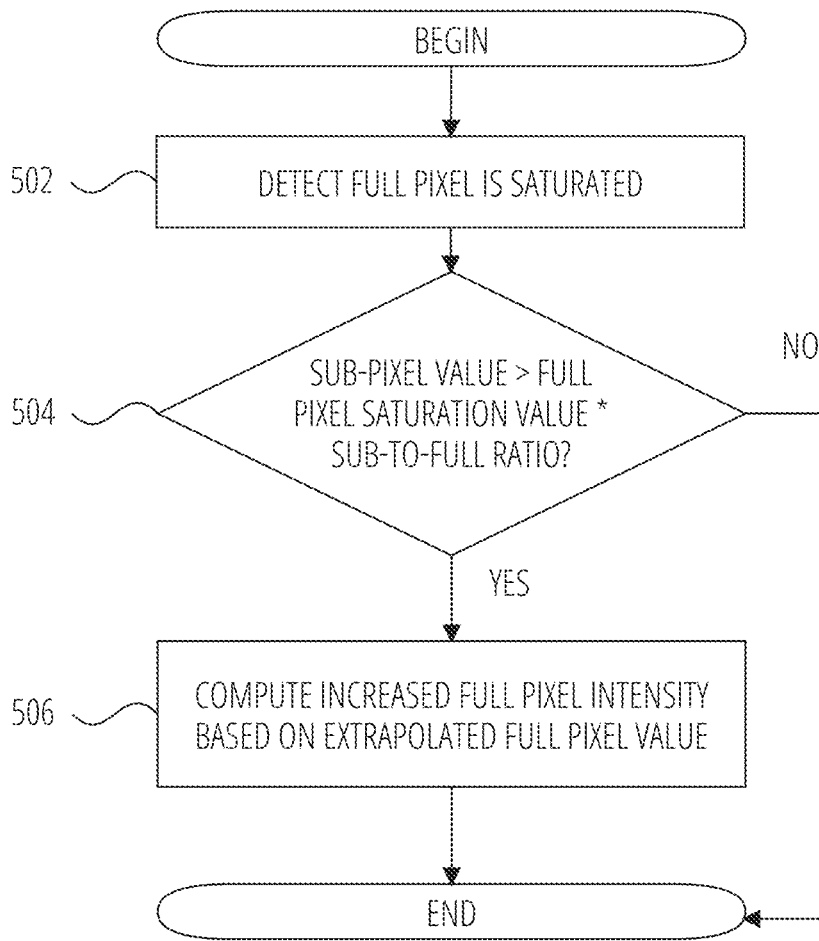 BEGIN
502
DETECT FULL PIXEL IS SATURATED
NO
504
SUB-PIXEL VALUE > FULL
PIXEL SATURATION VALUE *
SUB-TO-FULL RATIO?
YES
506
COMPUTE INCREASED FULL PIXEL INTENSITY
BASED ON EXTRAPOLATED FULL PIXEL VALUE
END